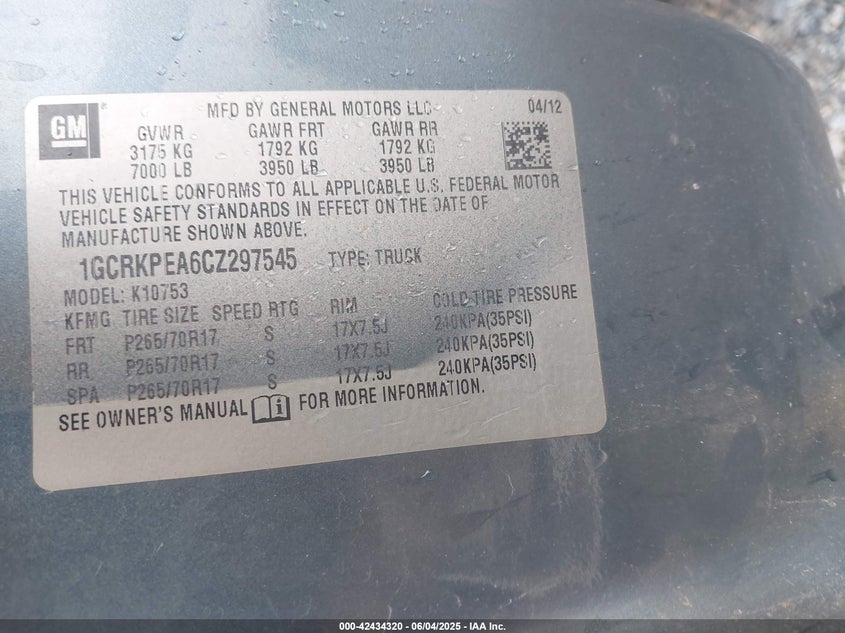 GM
MFD BY GENERAL MOTORS LLC
04/12
GVWR GAWR FRT GAWR RR
3175 KG 1792 KG 1792 KG
7000 LB 3950 LB 3950 LB
THIS VEHICLE CONFORMS TO ALL APPLICABLE U.S. FEDERAL MOTOR
VEHICLE SAFETY STANDARDS IN EFFECT ON THE DATE OF
MANUFACTURE SHOWN ABOVE.
1GCRKPEA6CZ297545 TYPE: TRUCK
MODEL: K10753
KFMG TIRE SIZE SPEED RTG RIM COLD TIRE PRESSURE
FRT P265/70R17 S 17X7.5J 240KPA(35PSI)
RR P265/70R17 S 17X7.5J 240KPA(35PSI)
SPA P265/70R17 S 17X7.5J 240KPA(35PSI)
SEE OWNER'S MANUAL FOR MORE INFORMATION.
000-42434320 - 06/04/2025 - IAA Inc.